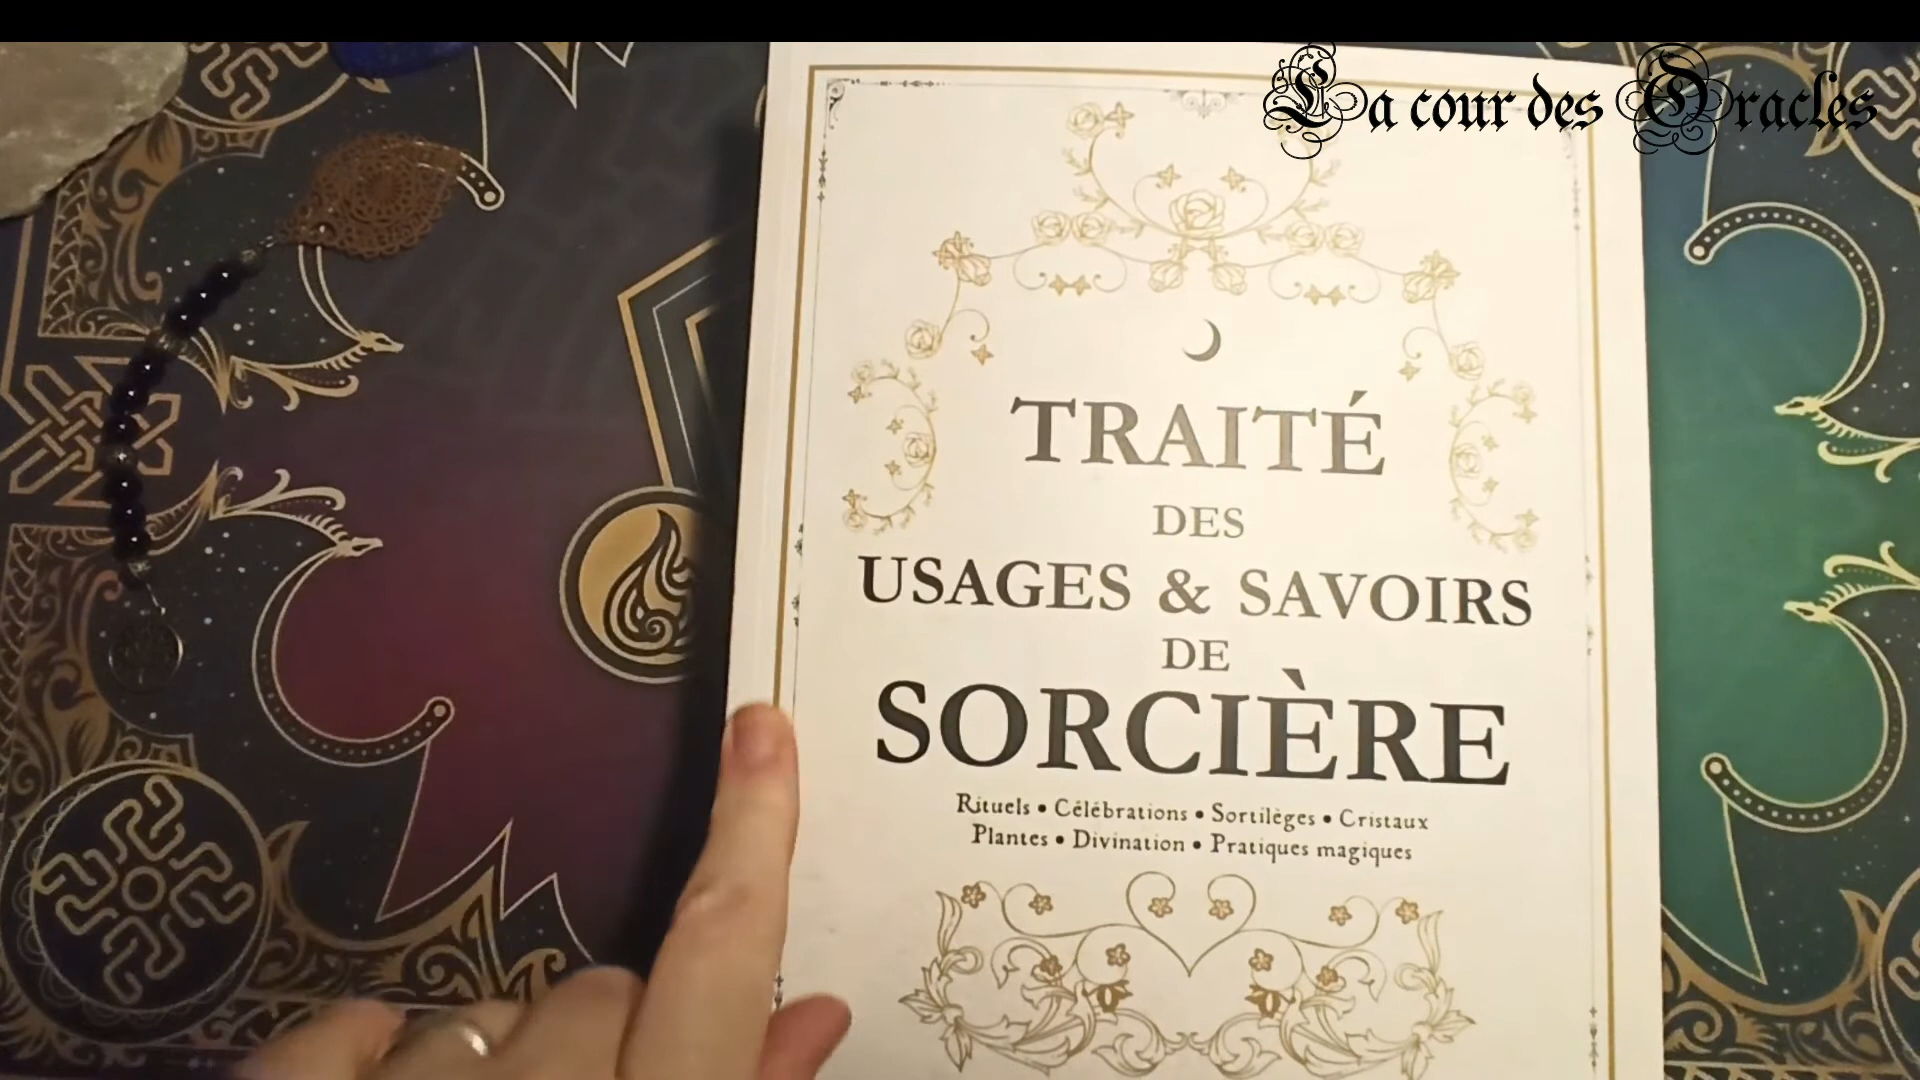 La cour des Oracles
TRAITÉ
DES
USAGES & SAVOIRS
DE
SORCIÈRE
Rituels • Célébrations • Sortilèges • Cristaux
Plantes • Divination • Pratiques magiques